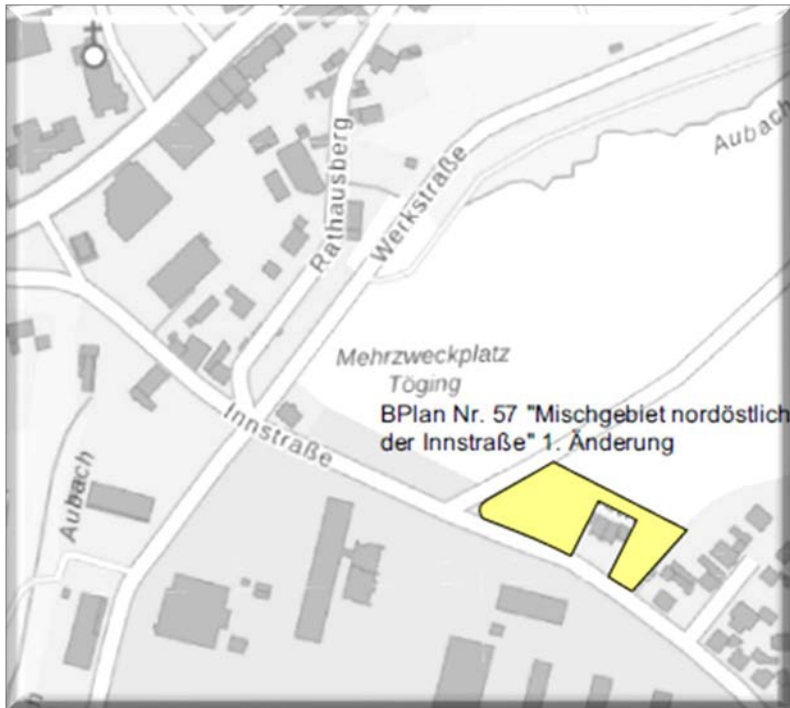 Aubach
Rathausberg
Werkstraße
Mehrzweckplatz
Töging
BPlan Nr. 57 "Mischgebiet nordöstlich
der Innstraße" 1. Änderung
Innstraße
Aubach